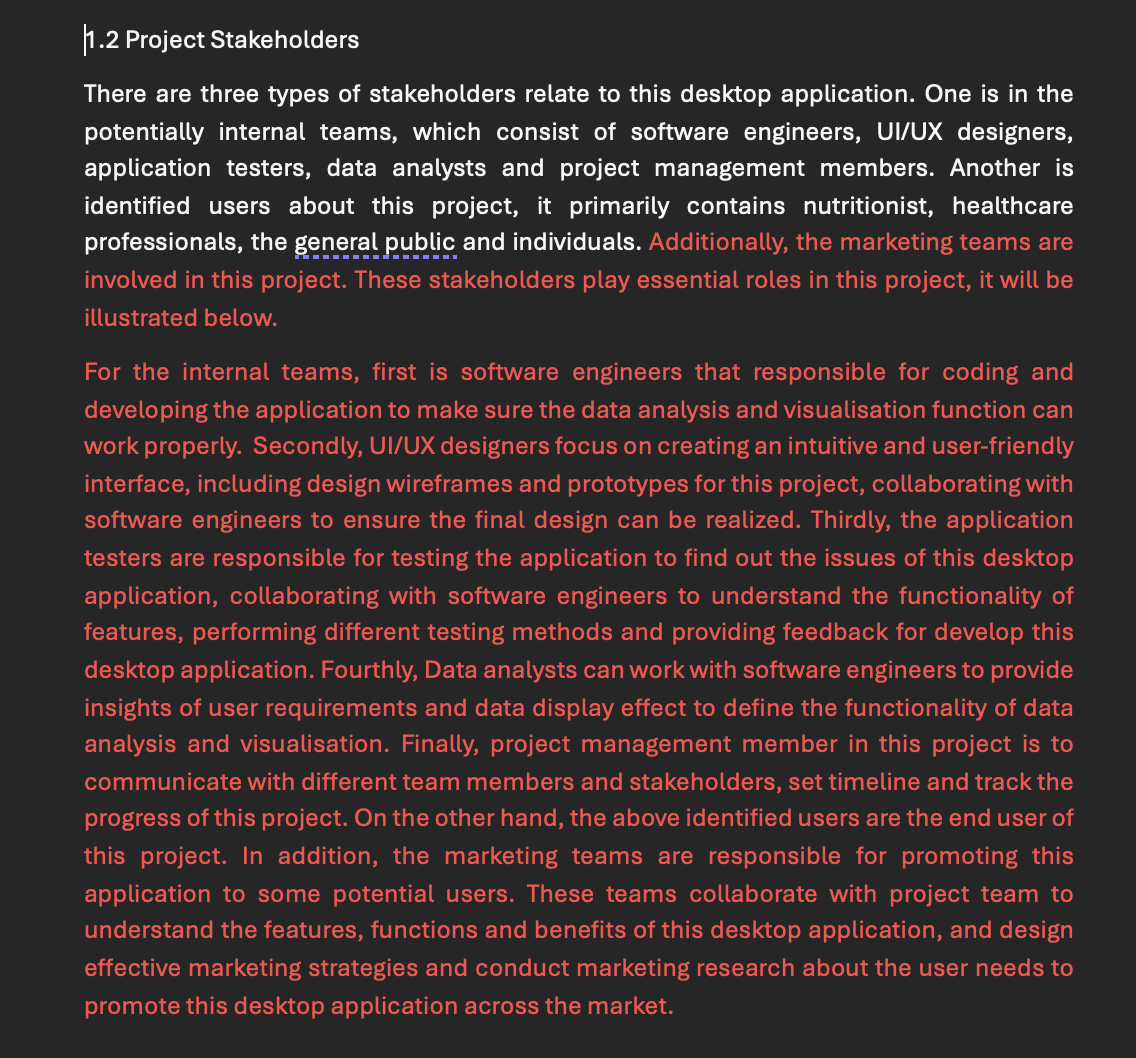 1.2 Project Stakeholders
There are three types of stakeholders relate to this desktop application. One is in the
potentially internal teams, which consist of software engineers, UI/UX designers,
application testers, data analysts and project management members. Another is
identified users about this project, it primarily contains nutritionist, healthcare
professionals, the general public and individuals. Additionally, the marketing teams are
involved in this project. These stakeholders play essential roles in this project, it will be
illustrated below.
For the internal teams, first is software engineers that responsible for coding and
developing the application to make sure the data analysis and visualisation function can
work properly.  Secondly, UI/UX designers focus on creating an intuitive and user-friendly
interface, including design wireframes and prototypes for this project, collaborating with
software engineers to ensure the final design can be realized. Thirdly, the application
testers are responsible for testing the application to find out the issues of this desktop
application, collaborating with software engineers to understand the functionality of
features, performing different testing methods and providing feedback for develop this
desktop application. Fourthly, Data analysts can work with software engineers to provide
insights of user requirements and data display effect to define the functionality of data
analysis and visualisation. Finally, project management member in this project is to
communicate with different team members and stakeholders, set timeline and track the
progress of this project. On the other hand, the above identified users are the end user of
this project. In addition, the marketing teams are responsible for promoting this
application to some potential users. These teams collaborate with project team to
understand the features, functions and benefits of this desktop application, and design
effective marketing strategies and conduct marketing research about the user needs to
promote this desktop application across the market.